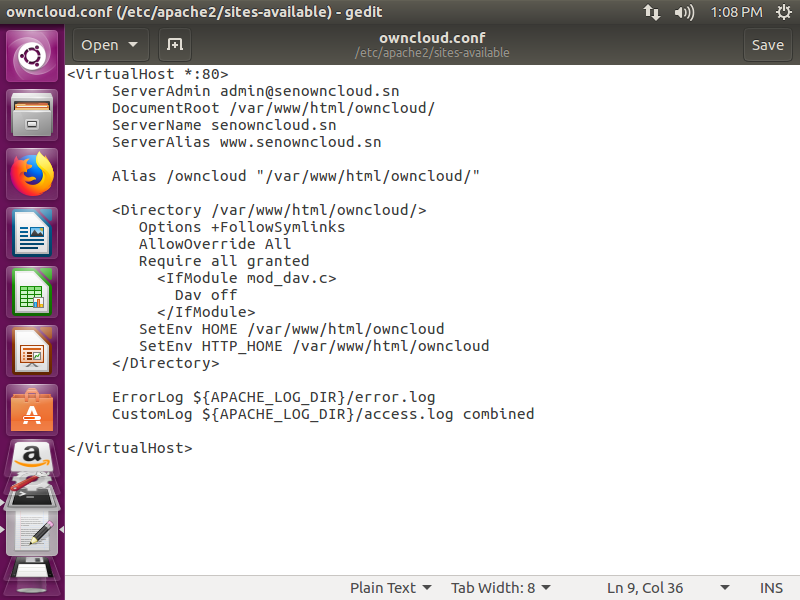 owncloud.conf (/etc/apache2/sites-available) - gedit
1:08 PM
Open
owncloud.conf
/etc/apache2/sites-available
Save
<VirtualHost *:80>
ServerAdmin admin@senowncloud.sn
DocumentRoot /var/www/html/owncloud/
ServerName senowncloud.sn
ServerAlias www.senowncloud.sn
Alias /owncloud "/var/www/html/owncloud/"
<Directory /var/www/html/owncloud/>
Options +FollowSymlinks
AllowOverride All
Require all granted
<IfModule mod_dav.c>
Dav off
</IfModule>
SetEnv HOME /var/www/html/owncloud
SetEnv HTTP_HOME /var/www/html/owncloud
</Directory>
ErrorLog ${APACHE_LOG_DIR}/error.log
CustomLog ${APACHE_LOG_DIR}/access.log combined
</VirtualHost>
Plain Text
Tab Width: 8
Ln 9, Col 36
INS